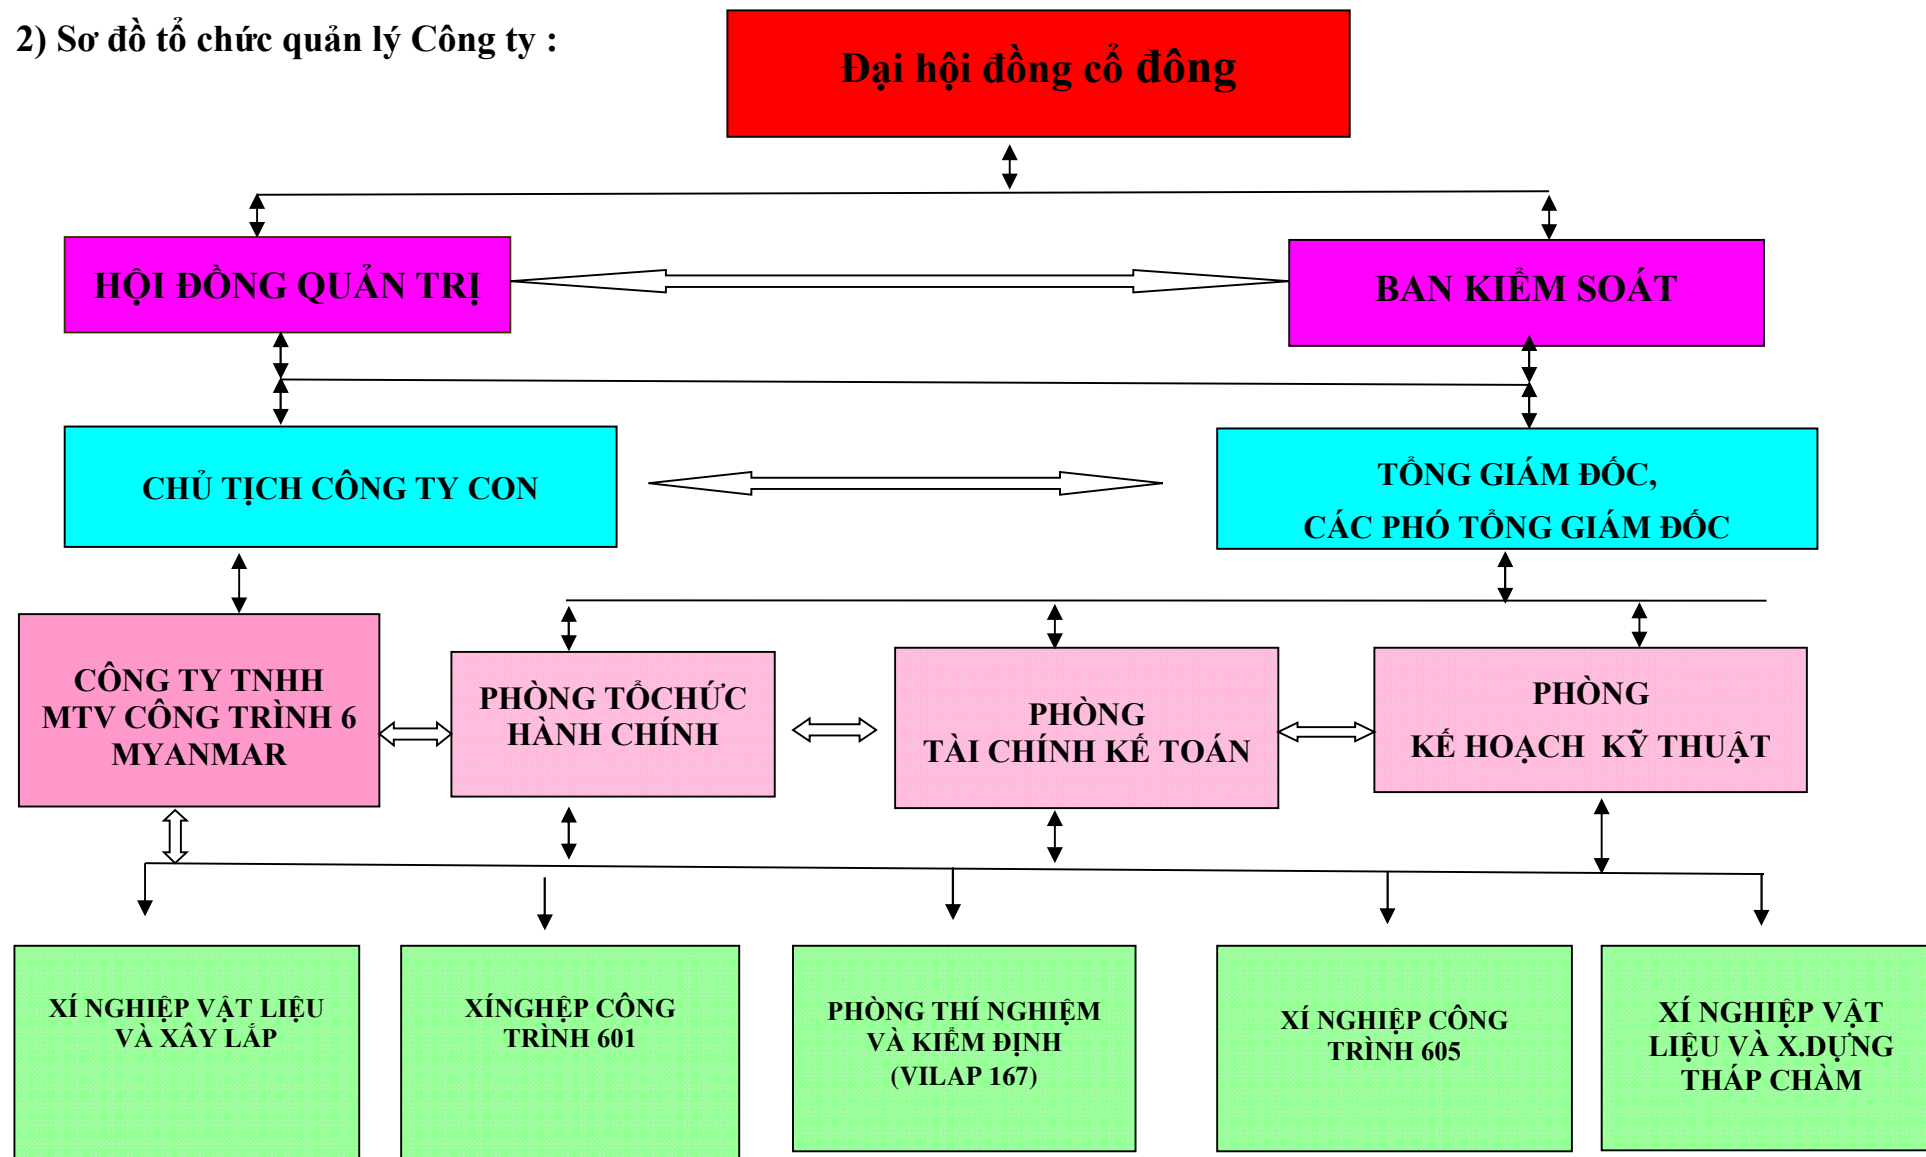 2) Sơ đồ tổ chức quản lý Công ty :
Đại hội đồng cổ đông
HỘI ĐỒNG QUẢN TRỊ
BAN KIỂM SOÁT
CHỦ TỊCH CÔNG TY CON
TỔNG GIÁM ĐỐC,
CÁC PHÓ TỔNG GIÁM ĐỐC
CÔNG TY TNHH
MTV CÔNG TRÌNH 6
MYANMAR
PHÒNG TỔCHỨC
HÀNH CHÍNH
PHÒNG
TÀI CHÍNH KẾ TOÁN
PHÒNG
KẾ HOẠCH KỸ THUẬT
XÍ NGHIỆP VẬT LIỆU
VÀ XÂY LẮP
XÍNGHỆP CÔNG
TRÌNH 601
PHÒNG THÍ NGHIỆM
VÀ KIỂM ĐỊNH
(VILAP 167)
XÍ NGHIỆP CÔNG
TRÌNH 605
XÍ NGHIỆP VẬT
LIỆU VÀ X.DỰNG
THÁP CHÀM